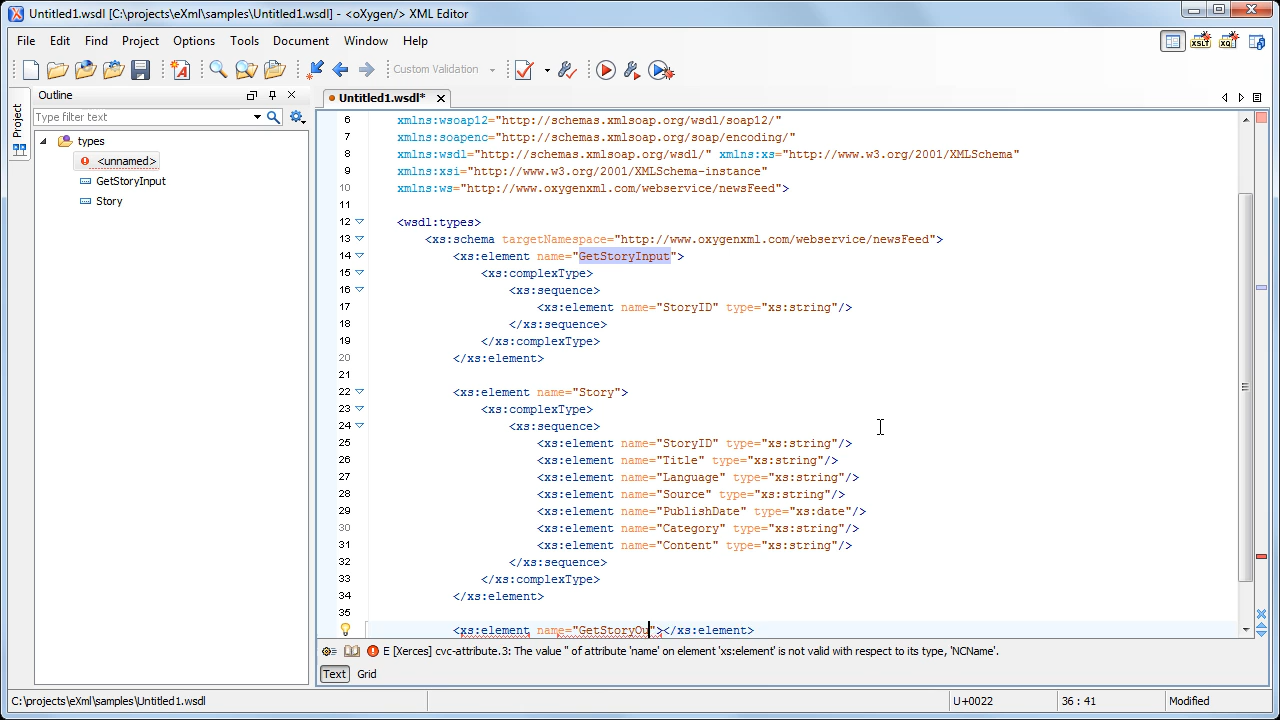 Untitled1.wsdl [C:\projects\eXml\samples\Untitled1.wsdl] - <oXygen/> XML Editor
File Edit Find Project Options Tools Document Window Help
Custom Validation
XSLT XQ
Project
Outline
Type filter text
types
<unnamed>
GetStoryInput
Story
Untitled1.wsdl*
6 xmlns:wsoap12="http://schemas.xmlsoap.org/wsdl/soap12/"
7 xmlns:soapenc="http://schemas.xmlsoap.org/soap/encoding/"
8 xmlns:wsdl="http://schemas.xmlsoap.org/wsdl/" xmlns:xs="http://www.w3.org/2001/XMLSchema"
9 xmlns:xsi="http://www.w3.org/2001/XMLSchema-instance"
10 xmlns:ws="http://www.oxygenxml.com/webservice/newsFeed">
11
12 <wsdl:types>
13 <xs:schema targetNamespace="http://www.oxygenxml.com/webservice/newsFeed">
14 <xs:element name="GetStoryInput">
15 <xs:complexType>
16 <xs:sequence>
17 <xs:element name="StoryID" type="xs:string"/>
18 </xs:sequence>
19 </xs:complexType>
20 </xs:element>
21
22 <xs:element name="Story">
23 <xs:complexType>
24 <xs:sequence>
25 <xs:element name="StoryID" type="xs:string"/>
26 <xs:element name="Title" type="xs:string"/>
27 <xs:element name="Language" type="xs:string"/>
28 <xs:element name="Source" type="xs:string"/>
29 <xs:element name="PublishDate" type="xs:date"/>
30 <xs:element name="Category" type="xs:string"/>
31 <xs:element name="Content" type="xs:string"/>
32 </xs:sequence>
33 </xs:complexType>
34 </xs:element>
35
<xs:element name="GetStoryOu"></xs:element>
E [Xerces] cvc-attribute.3: The value '' of attribute 'name' on element 'xs:element' is not valid with respect to its type, 'NCName'.
Text Grid
C:\projects\eXml\samples\Untitled1.wsdl U+0022 36 : 41 Modified